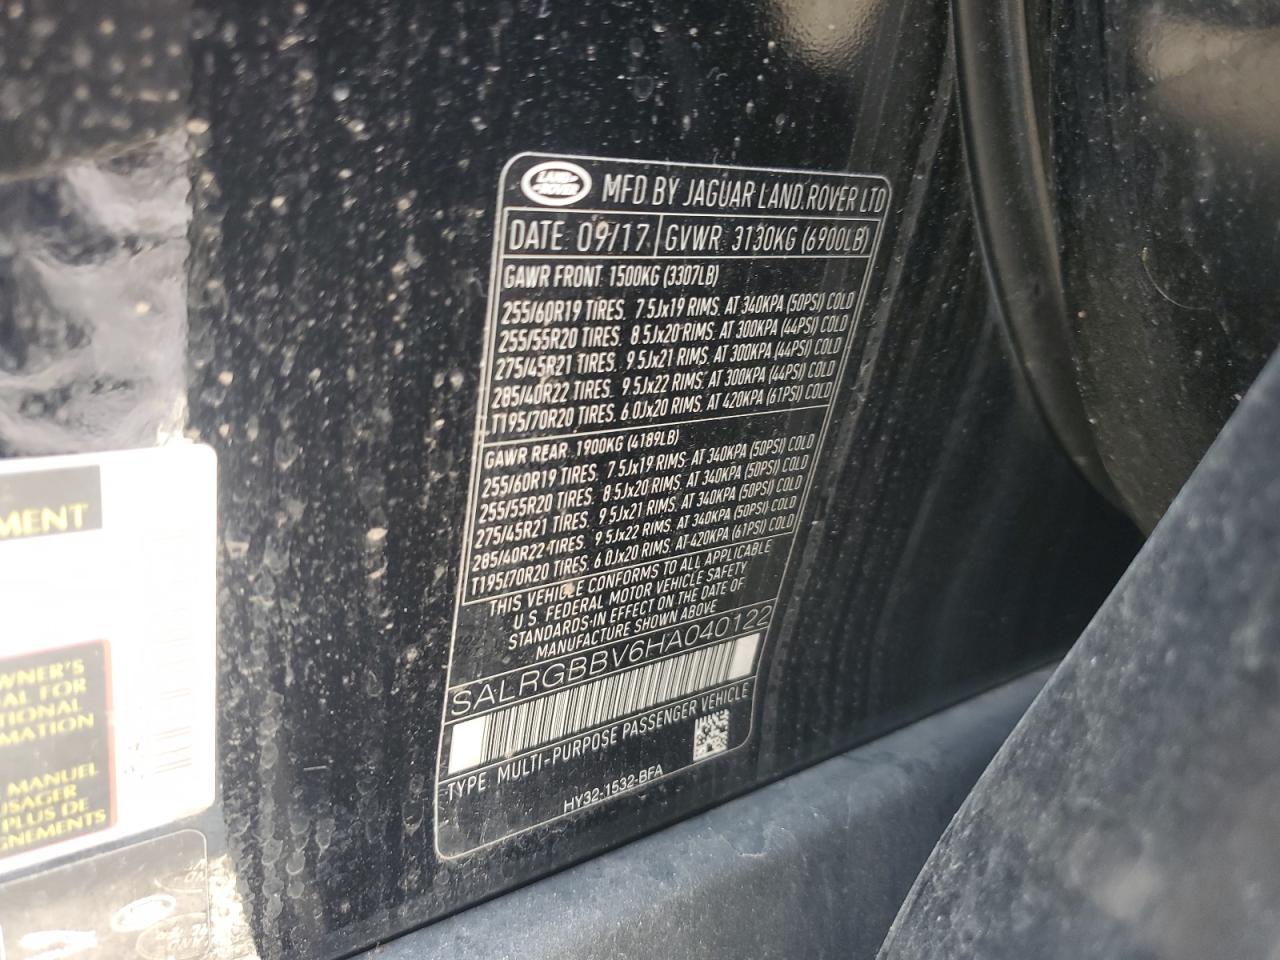 LAND ROVER
MFD BY JAGUAR LAND ROVER LTD
DATE 09/17 GVWR 3130KG (6900LB)
GAWR FRONT 1500KG (3307LB)
255/60R19 TIRES. 7.5Jx19 RIMS. AT 340KPA (50PSI) COLD
255/55R20 TIRES. 8.5Jx20 RIMS. AT 300KPA (44PSI) COLD
275/45R21 TIRES. 9.5Jx21 RIMS. AT 300KPA (44PSI) COLD
285/40R22 TIRES. 9.5Jx22 RIMS. AT 300KPA (44PSI) COLD
T195/70R20 TIRES. 6.0Jx20 RIMS. AT 420KPA (61PSI) COLD
GAWR REAR 1900KG (4189LB)
255/60R19 TIRES. 7.5Jx19 RIMS. AT 340KPA (50PSI) COLD
255/55R20 TIRES. 8.5Jx20 RIMS. AT 340KPA (50PSI) COLD
275/45R21 TIRES. 9.5Jx21 RIMS. AT 340KPA (50PSI) COLD
285/40R22 TIRES. 9.5Jx22 RIMS. AT 340KPA (50PSI) COLD
T195/70R20 TIRES. 6.0Jx20 RIMS. AT 420KPA (61PSI) COLD
THIS VEHICLE CONFORMS TO ALL APPLICABLE
U.S. FEDERAL MOTOR VEHICLE SAFETY
STANDARDS IN EFFECT ON THE DATE OF
MANUFACTURE SHOWN ABOVE
SALRGBBV6HA040122
TYPE: MULTI-PURPOSE PASSENGER VEHICLE
HY32-1532-BFA
MENT
WNER'S
AL FOR
TIONAL
MATION
MANUEL
USAGER
PLUS DE
GNEMENTS